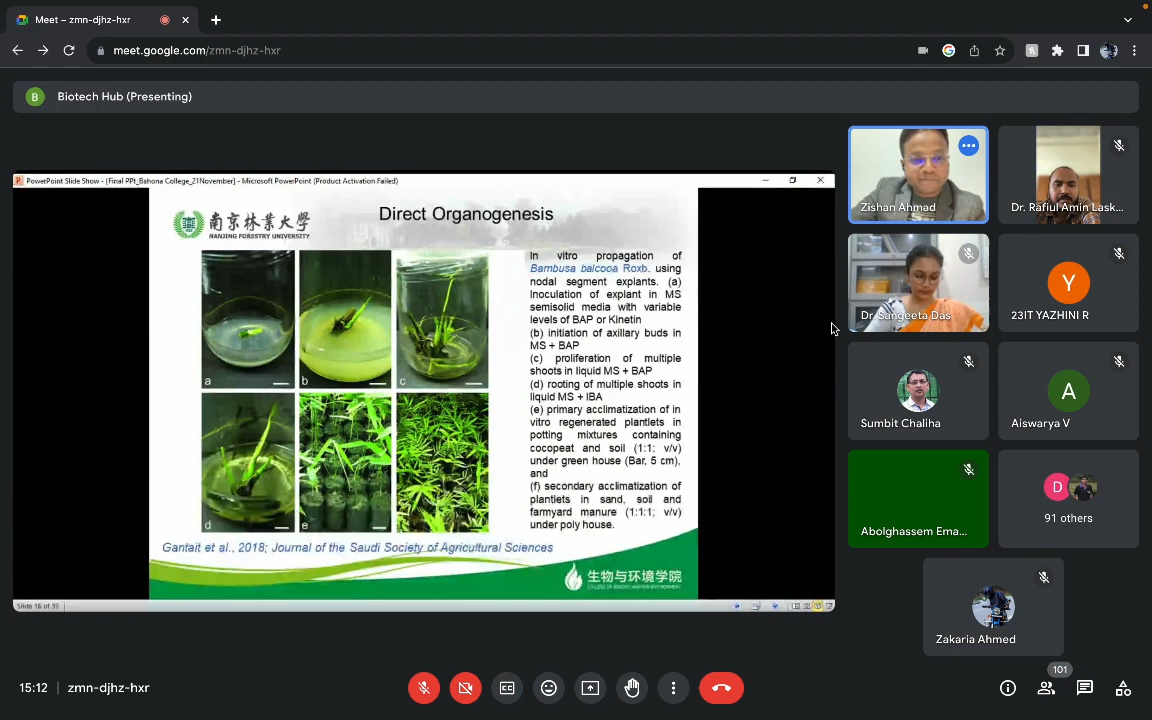 Meet – zmn-djhz-hxr
meet.google.com/zmn-djhz-hxr
B
Biotech Hub (Presenting)
PowerPoint Slide Show - [Final PPt_Bahona College_21November] - Microsoft PowerPoint (Product Activation Failed)
南京林業大學
NANJING FORESTRY UNIVERSITY
Direct Organogenesis
a
b
c
d
e
In vitro propagation of
Bambusa balcooa Roxb. using
nodal segment explants. (a)
Inoculation of explant in MS
semisolid media with variable
levels of BAP or Kinetin
(b) initiation of axillary buds in
MS + BAP
(c) proliferation of multiple
shoots in liquid MS + BAP
(d) rooting of multiple shoots in
liquid MS + IBA
(e) primary acclimatization of in
vitro regenerated plantlets in
potting mixtures containing
cocopeat and soil (1:1; v/v)
under green house (Bar, 5 cm),
and
(f) secondary acclimatization of
plantlets in sand, soil and
farmyard manure (1:1:1; v/v)
under poly house.
Gantait et al., 2018; Journal of the Saudi Society of Agricultural Sciences
生物与环境学院
Slide 16 of 99
Zishan Ahmad
Dr. Rafiul Amin Lask...
Dr. Sangeeta Das
Y
23IT YAZHINI R
Sumbit Chaliha
A
Aiswarya V
Abolghassem Ema...
D
91 others
Zakaria Ahmed
15:12 | zmn-djhz-hxr
101